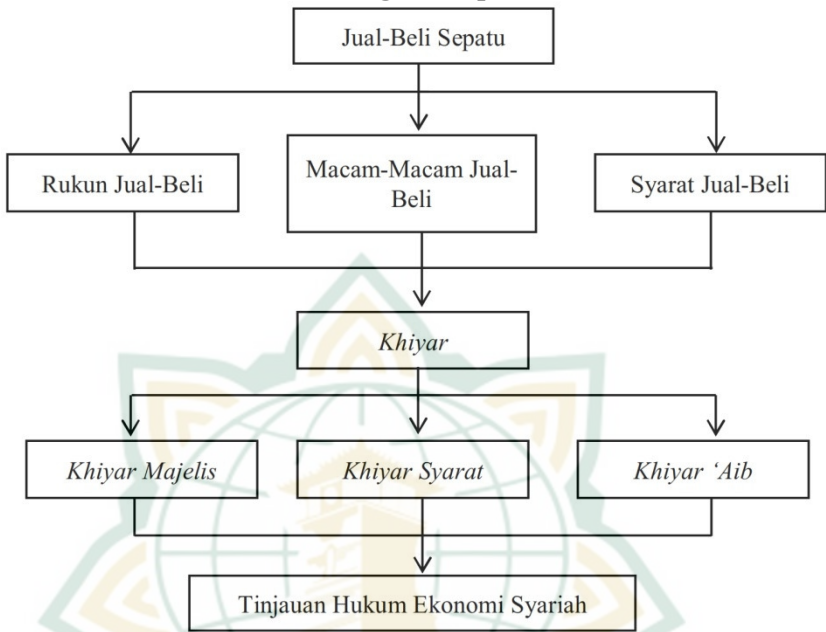 Jual-Beli Sepatu
Rukun Jual-Beli
Macam-Macam Jual-
Beli
Syarat Jual-Beli
Khiyar
Khiyar Majelis
Khiyar Syarat
Khiyar ‘Aib
Tinjauan Hukum Ekonomi Syariah